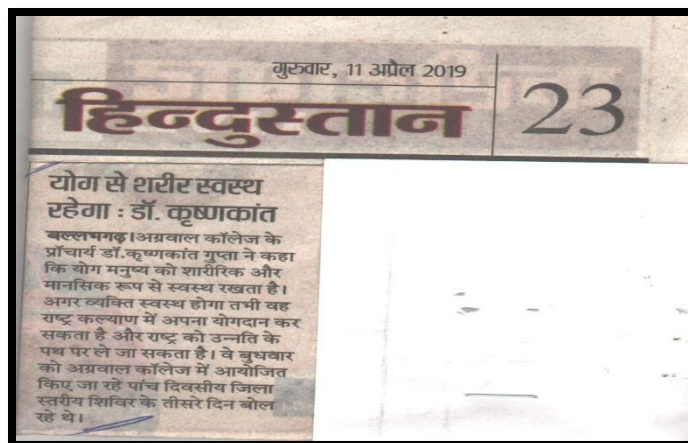 गुरुवार, 11 अप्रैल 2019
हिन्दुस्तान
23
योग से शरीर स्वस्थ
रहेगा : डॉ. कृष्णकांत
बल्लभगढ़।अग्रवाल कॉलेज के
प्रॉचार्य डॉ.कृष्णकांत गुप्ता ने कहा
कि योग मनुष्य को शारीरिक और
मानसिक रूप से स्वस्थ रखता है।
अगर व्यक्ति स्वस्थ होगा तभी वह
राष्ट्र कल्याण में अपना योगदान कर
सकता है और राष्ट्र को उन्नति के
पथ पर ले जा सकता है। वे बुधवार
को अग्रवाल कॉलेज में आयोजित
किए जा रहे पांच दिवसीय जिला
स्तरीय शिविर के तीसरे दिन बोल
रहे थे।